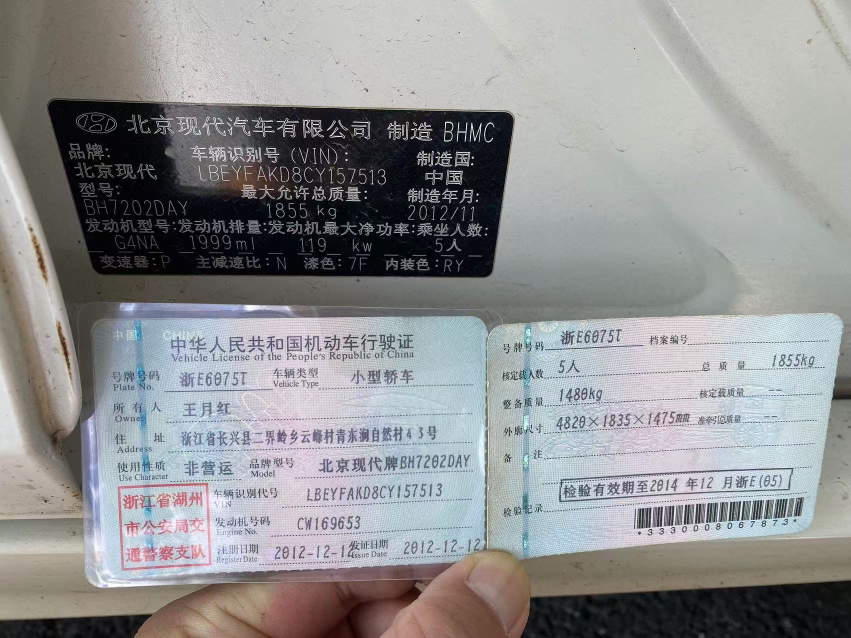 北京现代汽车有限公司 制造 BHMC
品牌: 车辆识别号(VIN): 制造国:
北京现代 LBEYFAKD8CY157513 中国
型号: 最大允许总质量: 制造年月:
BH7202DAY 1855 kg 2012/11
发动机型号:发动机排量:发动机最大净功率:乘坐人数:
G4NA 1999ml 119 kw 5人
变速器:P 主减速比:N 漆色:7F 内装色:RY
中国 CHINA
中华人民共和国机动车行驶证
Vehicle License of the People's Republic of China
号牌号码 浙E6075T 车辆类型 小型轿车
Plate No. Vehicle Type
所有人 王月红
Owner
住址 浙江省长兴县二界岭乡云峰村青东涧自然村43号
使用性质 非营运 品牌型号 北京现代牌BH7202DAY
Use Character Model
浙江省湖州
市公安局交
通警察支队
车辆识别代号 LBEYFAKD8CY157513
VIN
发动机号码 CW169653
Engine No.
注册日期 2012-12-12 发证日期 2012-12-12
Register Date Issue Date
号牌号码 浙E6075T 档案编号
核定载人数 5人 总质量 1855kg
整备质量 1480kg 核定载质量 --
外廓尺寸 4820×1835×1475mm 准牵引总质量 --
备注
检验有效期至2014年12月浙E(05)
检验记录
*3330008067873*